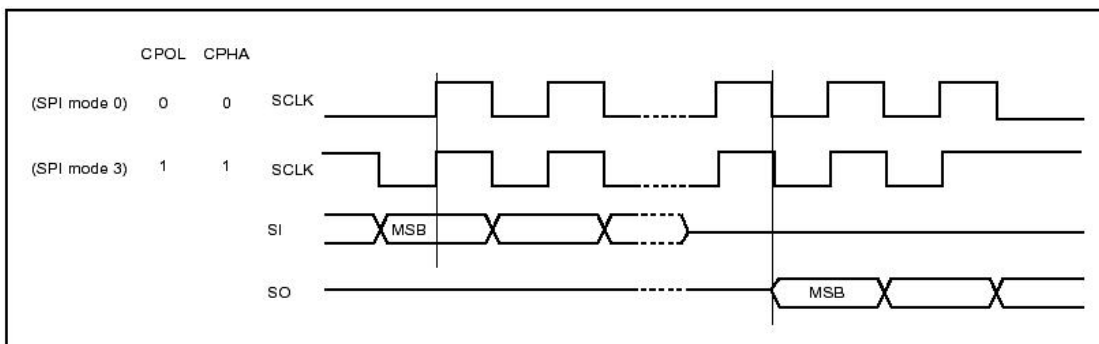 CPOL CPHA
(SPI mode 0) 0 0 SCLK
(SPI mode 3) 1 1 SCLK
SI MSB
SO MSB